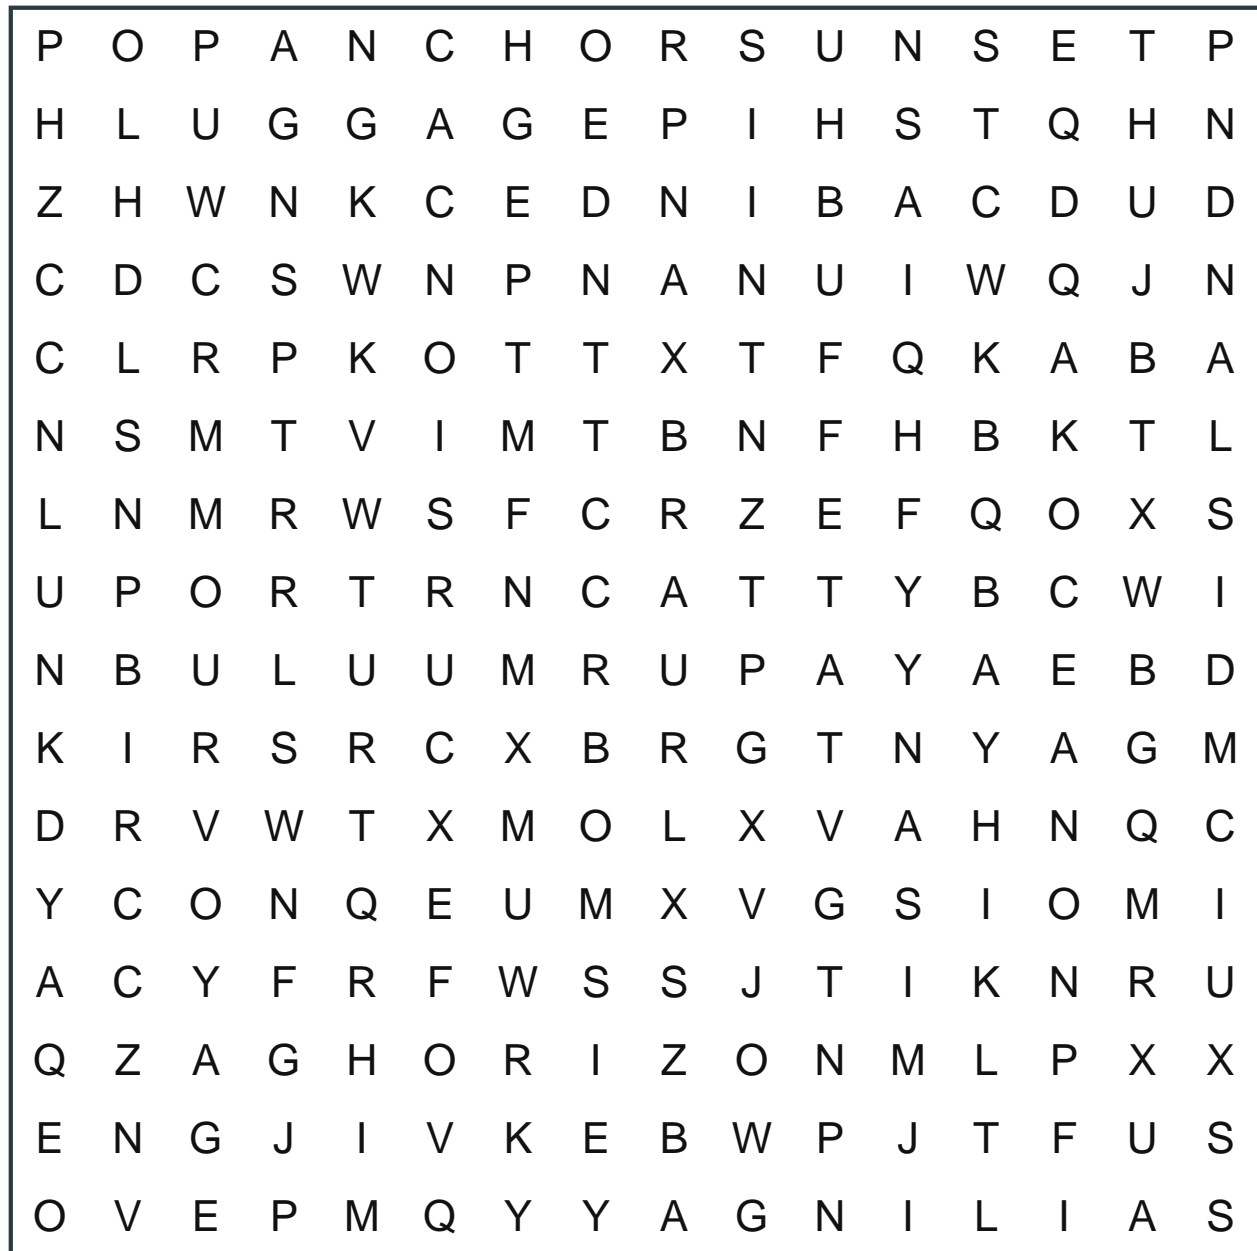 P O P A N C H O R S U N S E T P
H L U G G A G E P I H S T Q H N
Z H W N K C E D N I B A C D U D
C D C S W N P N A N U I W Q J N
C L R P K O T T X T F Q K A B A
N S M T V I M T B N F H B K T L
L N M R W S F C R Z E F Q O X S
U P O R T R N C A T T Y B C W I
N B U L U U M R U P A Y A E B D
K I R S R C X B R G T N Y A G M
D R V W T X M O L X V A H N Q C
Y C O N Q E U M X V G S I O M I
A C Y F R F W S S J T I K N R U
Q Z A G H O R I Z O N M L P X X
E N G J I V K E B W P J T F U S
O V E P M Q Y Y A G N I L I A S